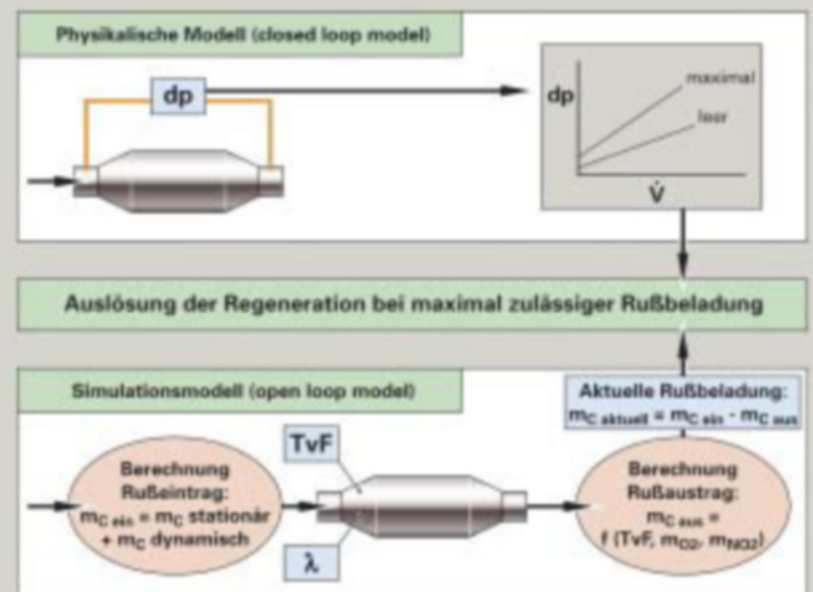 Physikalische Modell (closed loop model)
dp
dp
maximal
leer
V̇
Auslösung der Regeneration bei maximal zulässiger Rußbeladung
Simulationsmodell (open loop model)
Aktuelle Rußbeladung:
mC aktuell = mC ein - mC aus
TvF
Berechnung
Rußeintrag:
mC ein = mC stationär
+ mC dynamisch
λ
Berechnung
Rußaustrag:
mC aus =
f (TvF, mO2, mNO2)